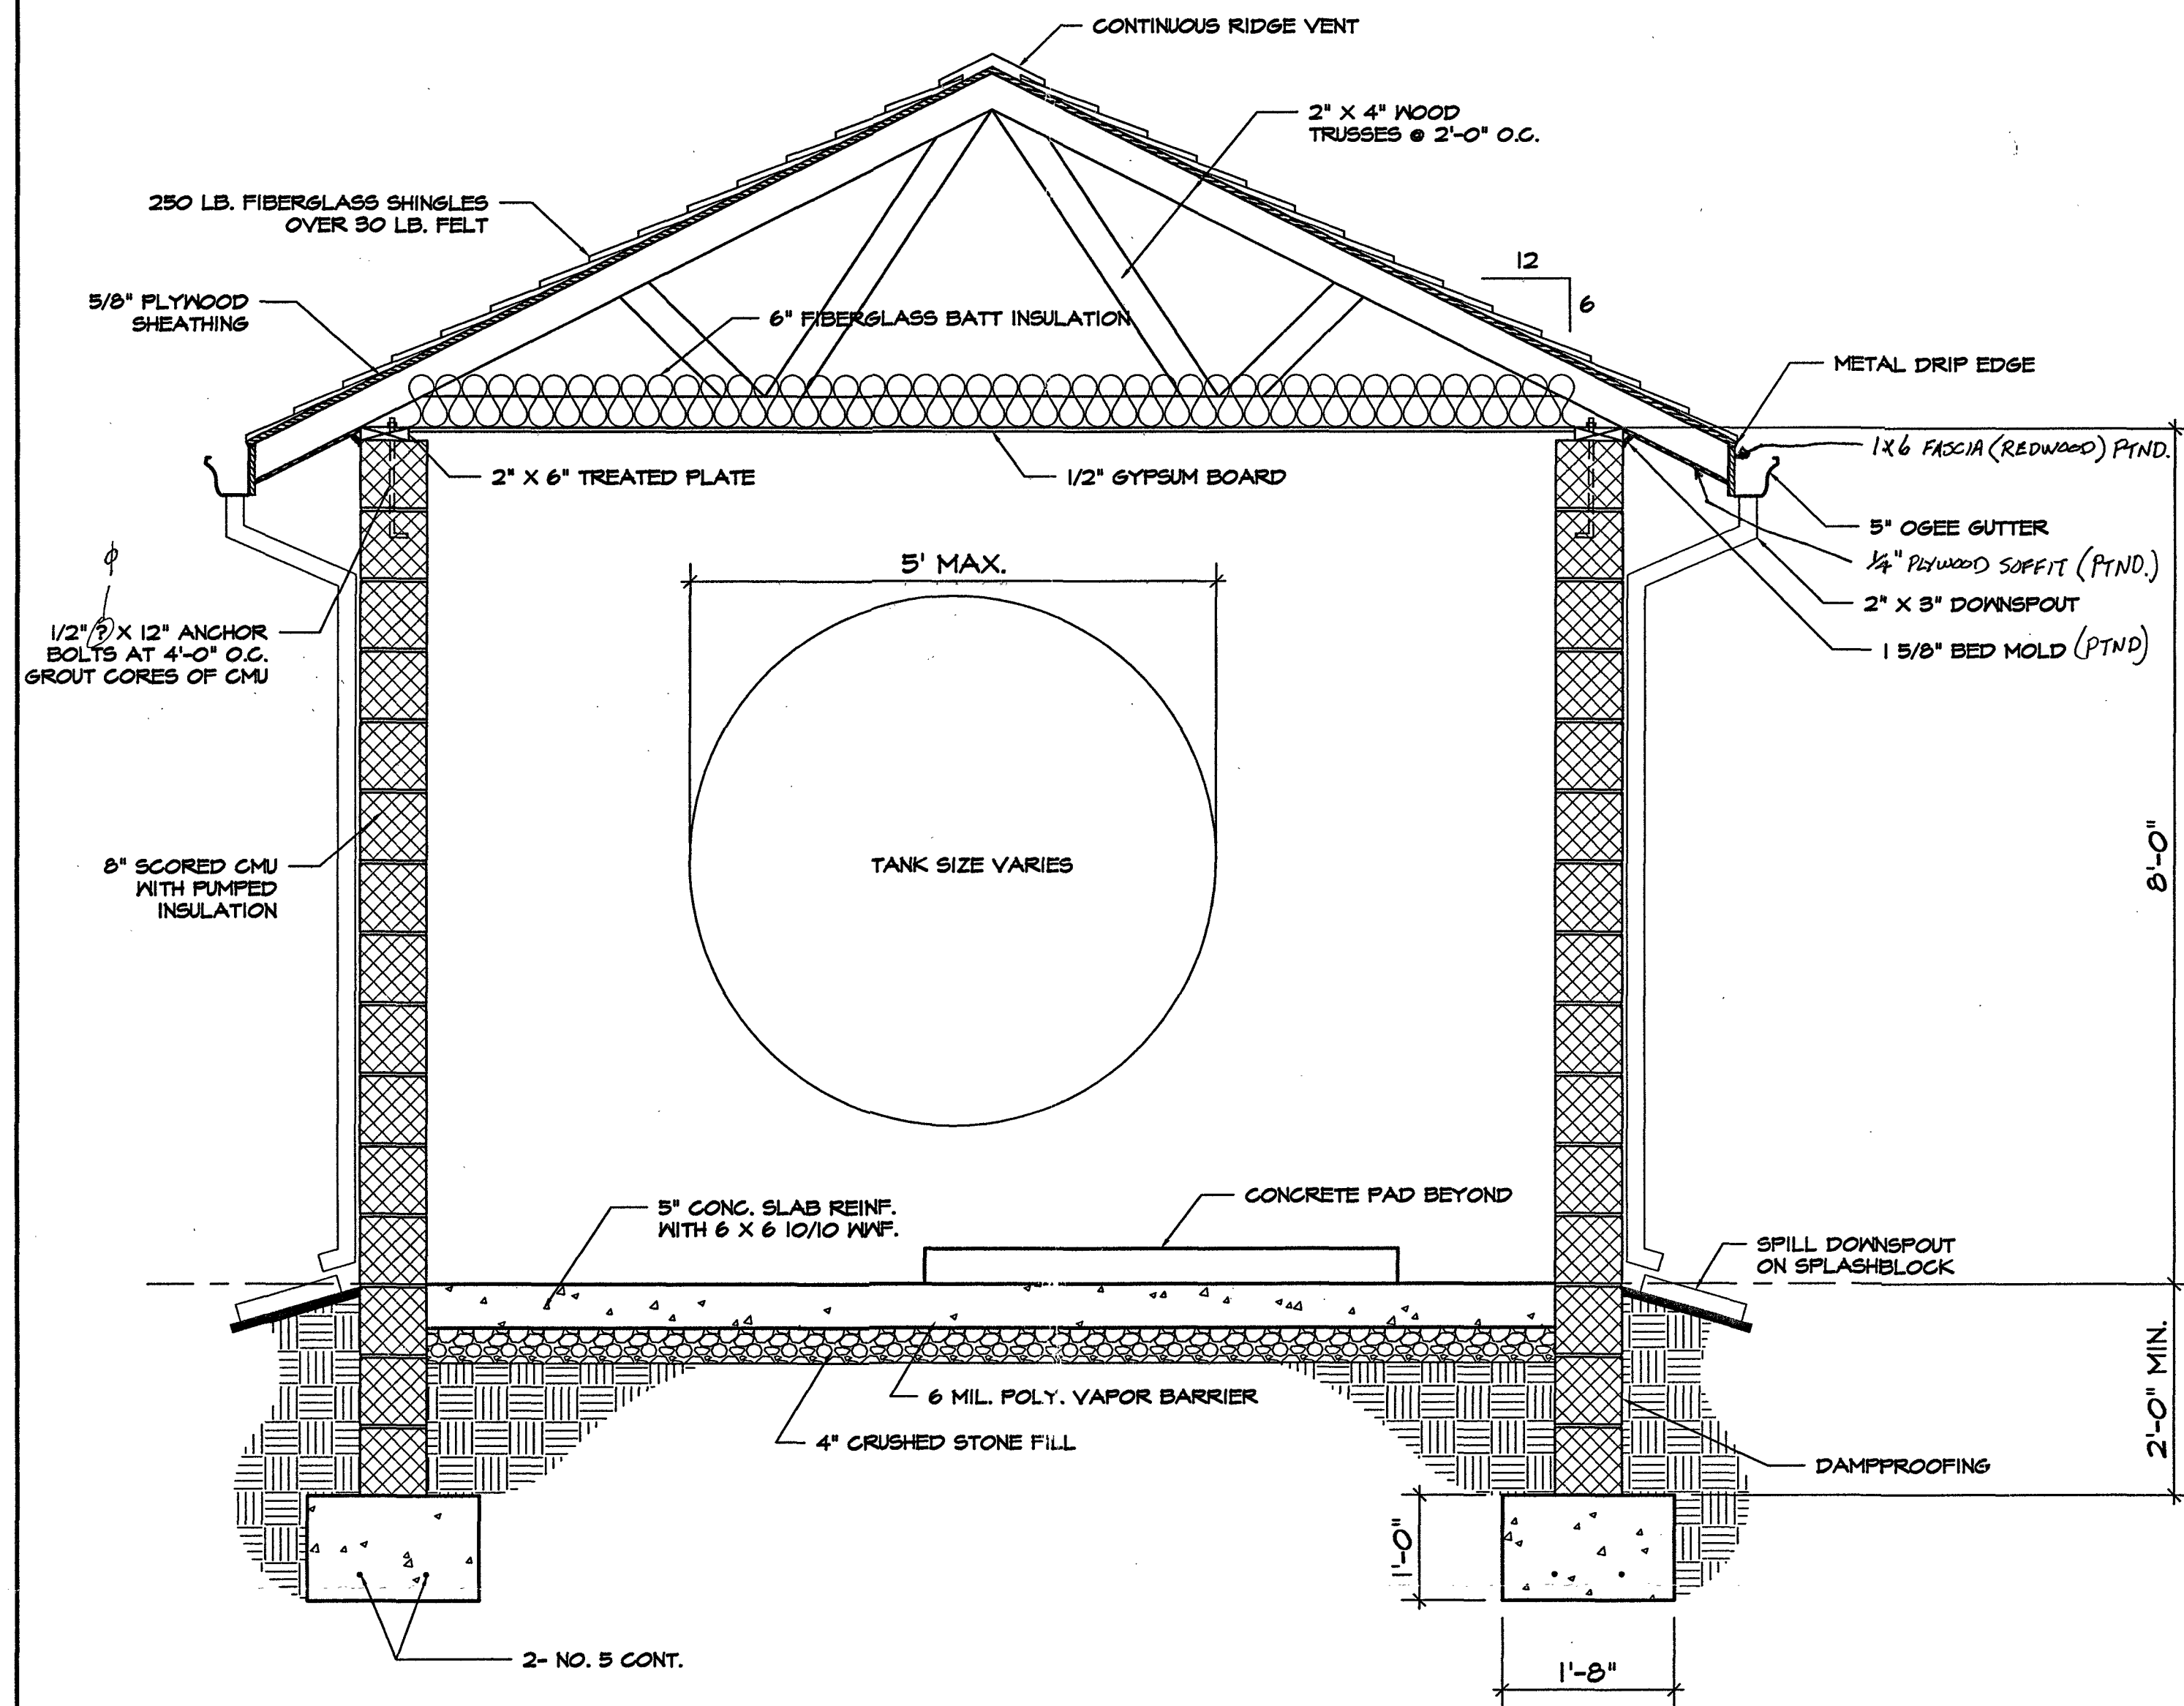 CONTINUOUS RIDGE VENT
2" X 4" WOOD
TRUSSES @ 2'-0" O.C.
250 LB. FIBERGLASS SHINGLES
OVER 30 LB. FELT
12
6
5/8" PLYWOOD
SHEATHING
6" FIBERGLASS BATT INSULATION
METAL DRIP EDGE
1X6 FASCIA (REDWOOD) PTND.
2" X 6" TREATED PLATE
1/2" GYPSUM BOARD
5" OGEE GUTTER
1/4" PLYWOOD SOFFIT (PTND.)
2" X 3" DOWNSPOUT
1 5/8" BED MOLD (PTND)
5' MAX.
ϕ
1/2" ? X 12" ANCHOR
BOLTS AT 4'-0" O.C.
GROUT CORES OF CMU
8" SCORED CMU
WITH PUMPED
INSULATION
TANK SIZE VARIES
8'-0"
5" CONC. SLAB REINF.
WITH 6 X 6 10/10 WWF.
CONCRETE PAD BEYOND
SPILL DOWNSPOUT
ON SPLASHBLOCK
6 MIL. POLY. VAPOR BARRIER
4" CRUSHED STONE FILL
2'-0" MIN.
DAMPPROOFING
1'-0"
2- NO. 5 CONT.
1'-8"